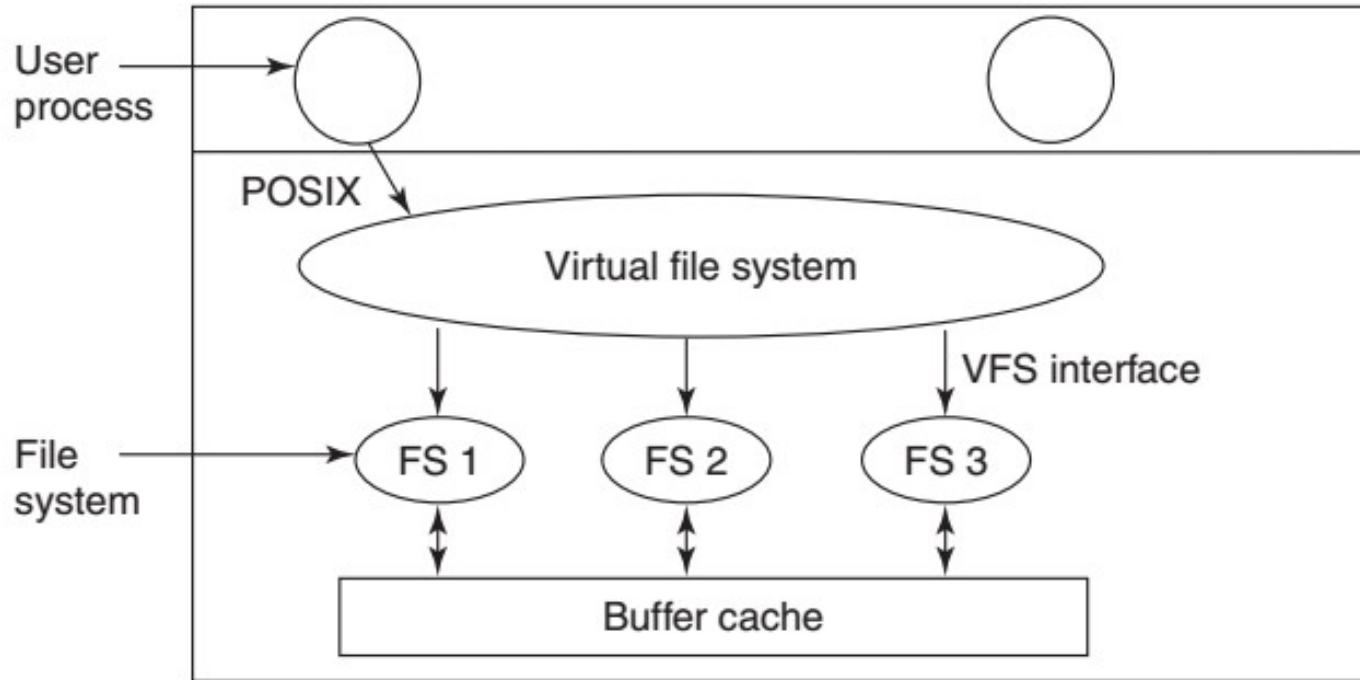 User
process
POSIX
Virtual file system
VFS interface
File
system
FS 1
FS 2
FS 3
Buffer cache